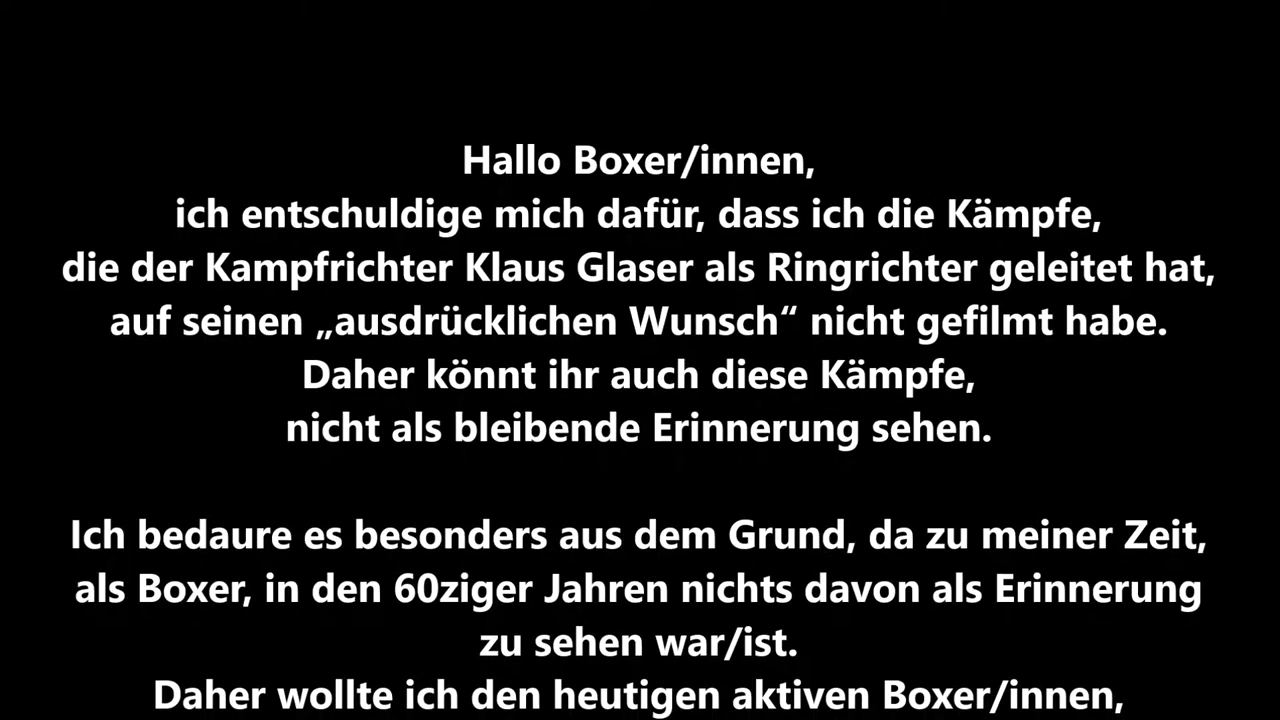 Hallo Boxer/innen,
ich entschuldige mich dafür, dass ich die Kämpfe,
die der Kampfrichter Klaus Glaser als Ringrichter geleitet hat,
auf seinen „ausdrücklichen Wunsch“ nicht gefilmt habe.
Daher könnt ihr auch diese Kämpfe,
nicht als bleibende Erinnerung sehen.
Ich bedaure es besonders aus dem Grund, da zu meiner Zeit,
als Boxer, in den 60ziger Jahren nichts davon als Erinnerung
zu sehen war/ist.
Daher wollte ich den heutigen aktiven Boxer/innen,